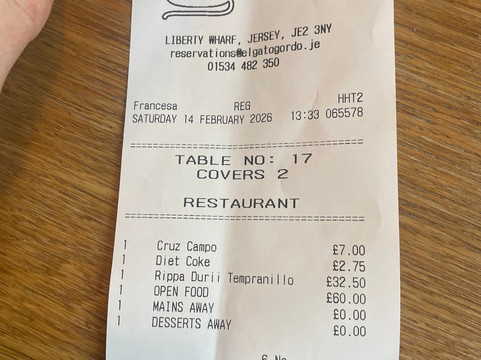 LIBERTY WHARF, JERSEY, JE2 3NY
reservations@elgatogordo.je
01534 482 350
Francesa REG HHT2
SATURDAY 14 FEBRUARY 2026 13:33 065578
TABLE NO: 17
COVERS 2
RESTAURANT
1 Cruz Campo £7.00
1 Diet Coke £2.75
1 Rippa Durii Tempranillo £32.50
1 OPEN FOOD £60.00
1 MAINS AWAY £0.00
1 DESSERTS AWAY £0.00